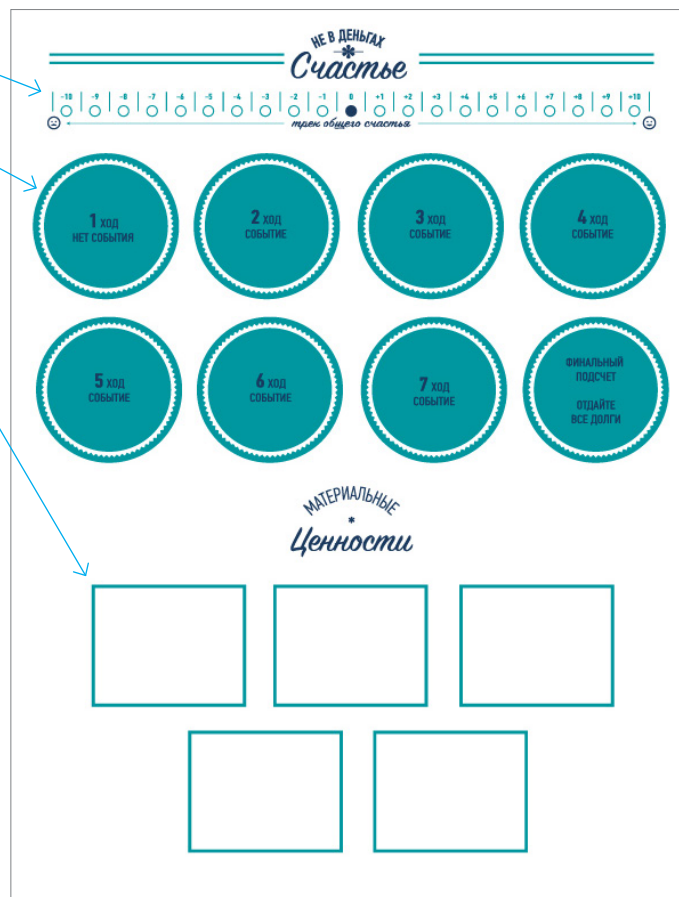 НЕ В ДЕНЬГАХ
Счастье
-10 -9 -8 -7 -6 -5 -4 -3 -2 -1 0 +1 +2 +3 +4 +5 +6 +7 +8 +9 +10
трек общего счастья
1 ХОД
НЕТ СОБЫТИЯ
2 ХОД
СОБЫТИЕ
3 ХОД
СОБЫТИЕ
4 ХОД
СОБЫТИЕ
5 ХОД
СОБЫТИЕ
6 ХОД
СОБЫТИЕ
7 ХОД
СОБЫТИЕ
ФИНАЛЬНЫЙ
ПОДСЧЕТ
ОТДАЙТЕ
ВСЕ ДОЛГИ
МАТЕРИАЛЬНЫЕ
Ценности